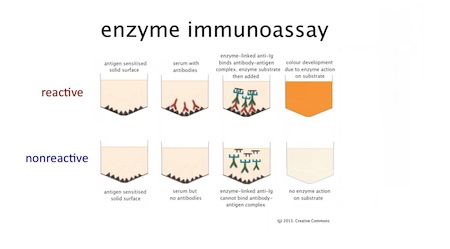 enzyme immunoassay
antigen sensitised
solid surface
serum with
antibodies
enzyme-linked anti-Ig
binds antibody-antigen
complex. enzyme substrate
then added
colour development
due to enzyme action
on substrate
reactive
nonreactive
antigen sensitised
solid surface
serum but
no antibodies
enzyme-linked anti-Ig
cannot bind antibody-
antigen complex
no enzyme action
on substrate
(c) 2013, Creative Commons